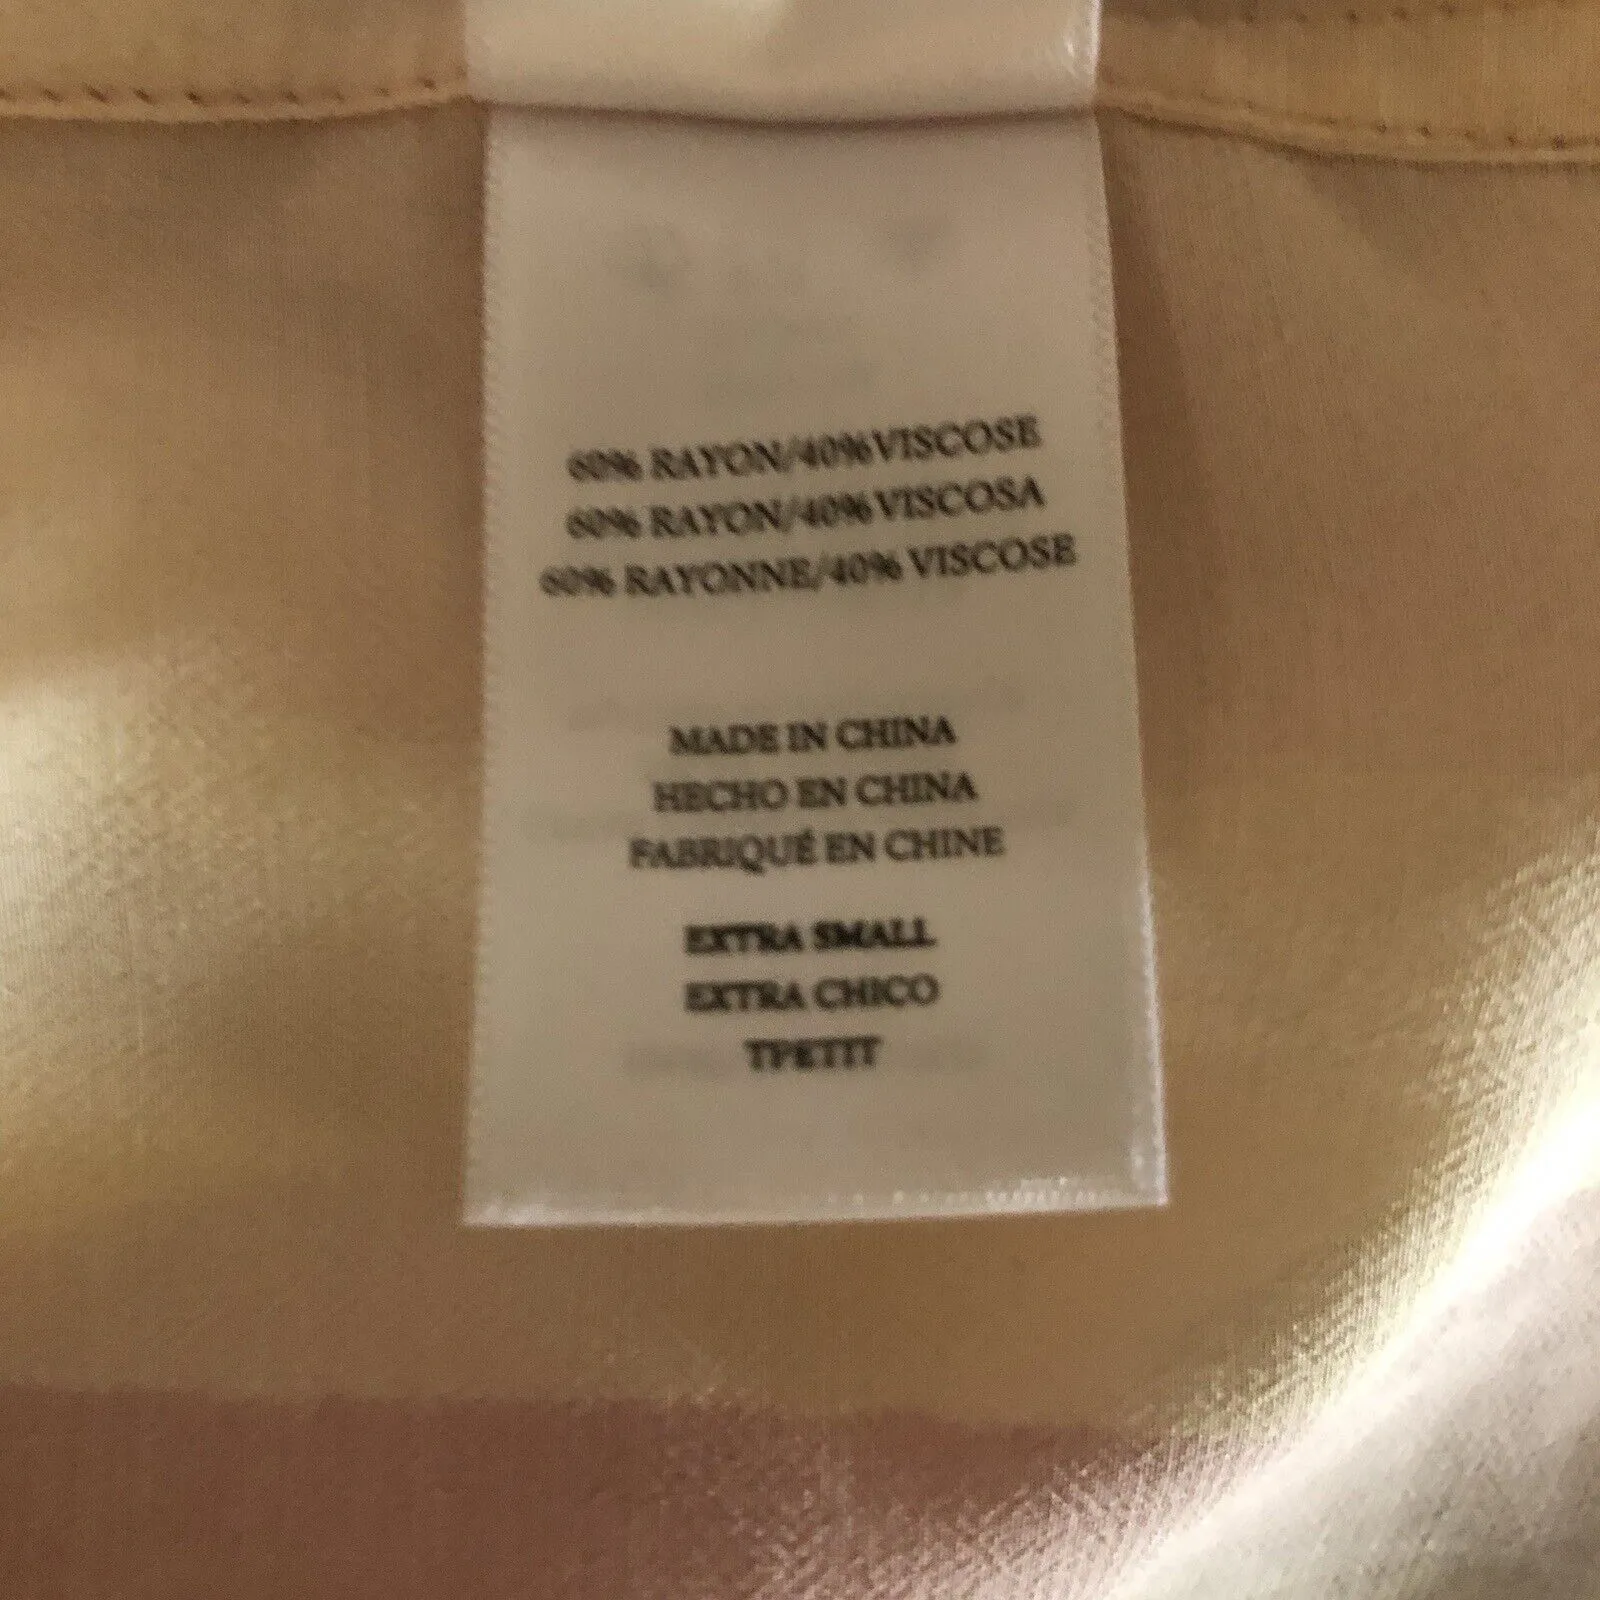 60% RAYON/40%VISCOSE
60% RAYON/40%VISCOSA
60% RAYONNE/40% VISCOSE
MADE IN CHINA
HECHO EN CHINA
FABRIQUÉ EN CHINE
EXTRA SMALL
EXTRA CHICO
TPETIT